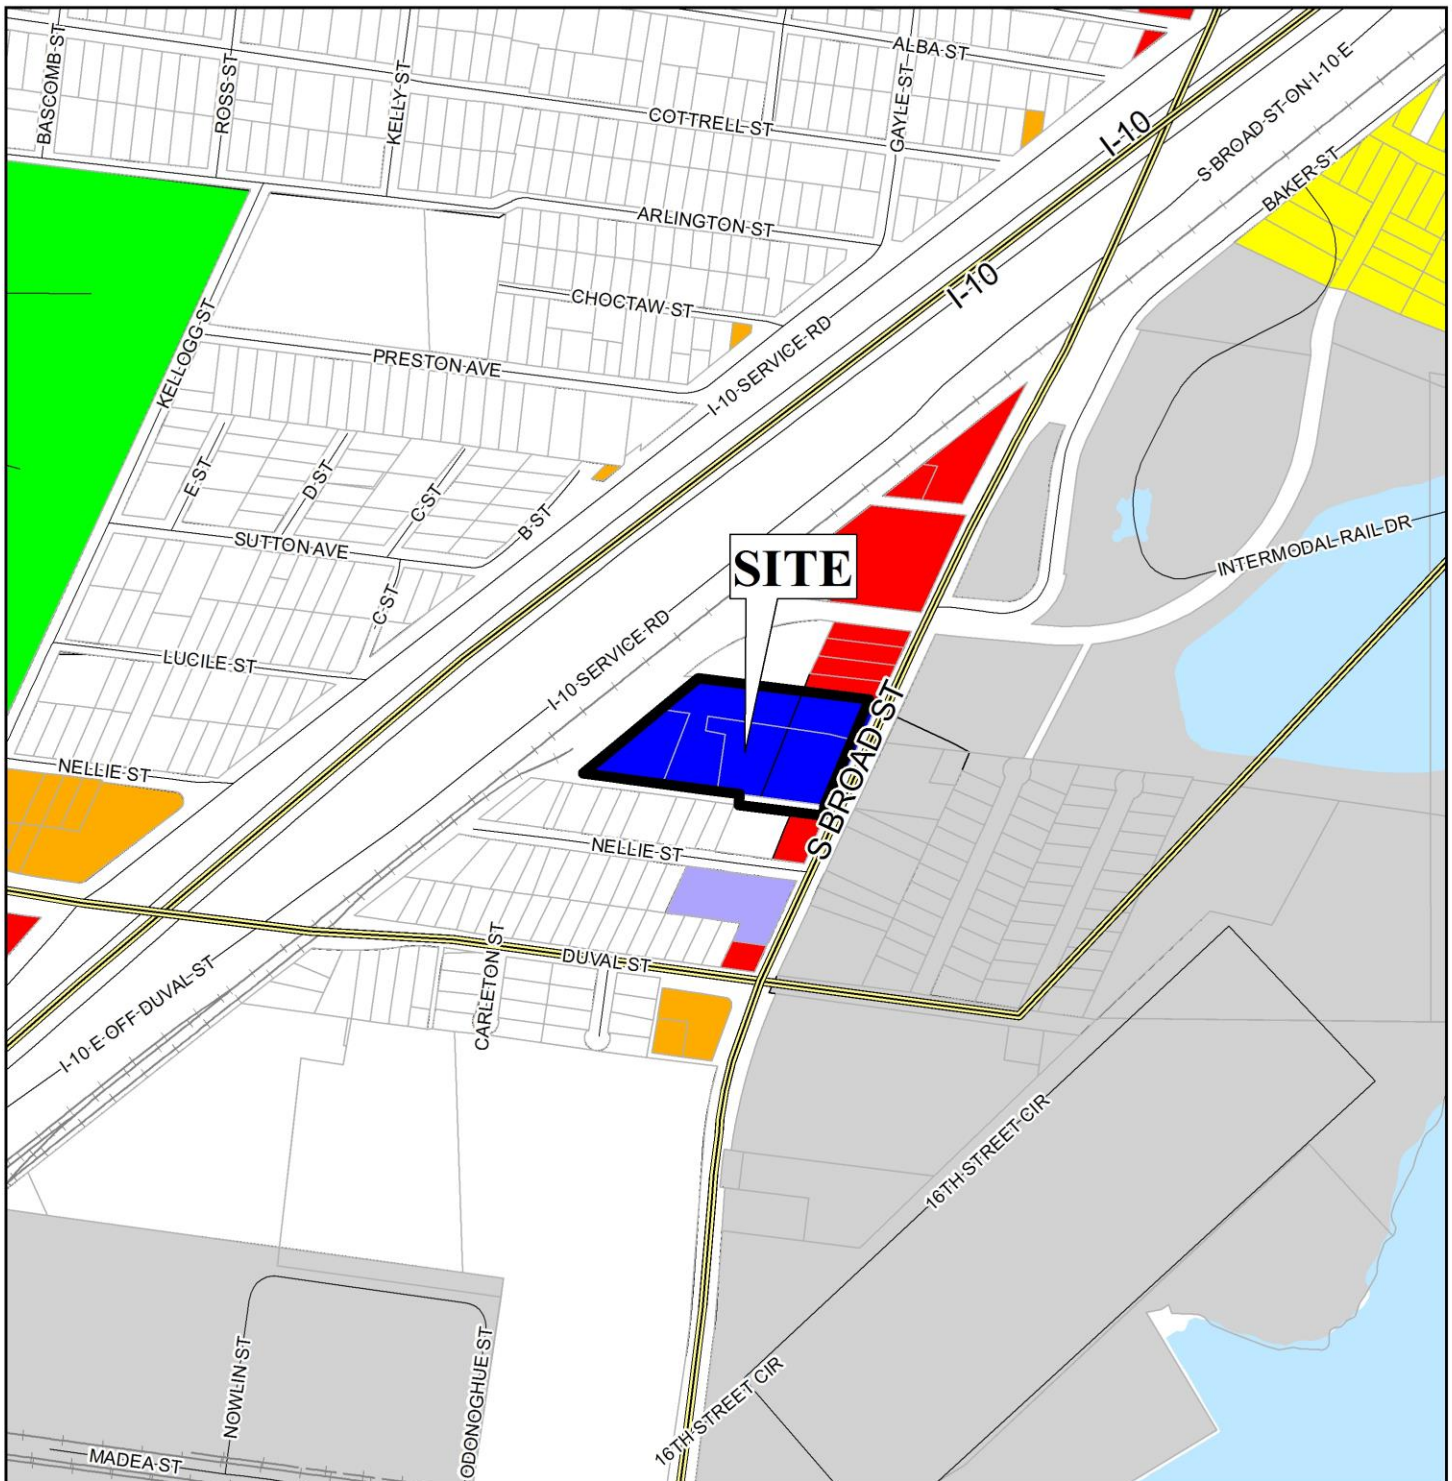 ALBA ST
BASCOMB ST
ROSS ST
KELLY ST
GAYLE ST
COTTRELL ST
I-10
S BROAD ST ON I-10 E
BAKER ST
ARLINGTON ST
I-10
CHOCTAW ST
KELLOGG ST
I-10 SERVICE RD
PRESTON AVE
E ST
D ST
C ST
B ST
SUTTON AVE
INTERMODAL RAIL DR
SITE
C ST
LUCILE ST
I-10 SERVICE RD
S BROAD ST
NELLIE ST
NELLIE ST
CARLETON ST
DUVAL ST
I-10 E OFF DUVAL ST
16TH STREET CIR
NOWLIN ST
ODONOGHUE ST
16TH STREET CIR
MADEA ST